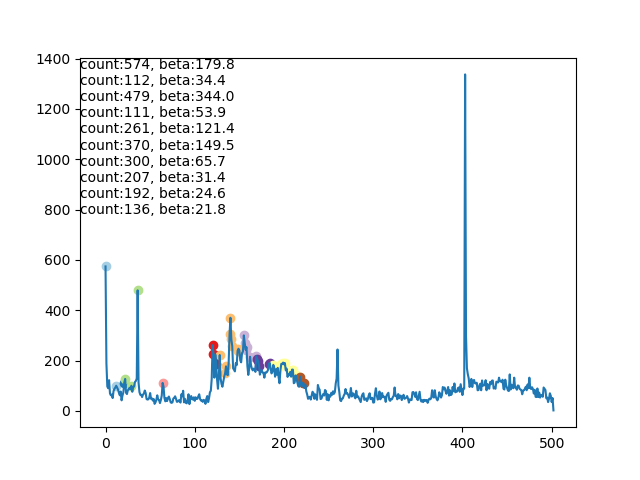 1400
1200
1000
800
600
400
200
0
count:574, beta:179.8
count:112, beta:34.4
count:479, beta:344.0
count:111, beta:53.9
count:261, beta:121.4
count:370, beta:149.5
count:300, beta:65.7
count:207, beta:31.4
count:192, beta:24.6
count:136, beta:21.8
0 100 200 300 400 500